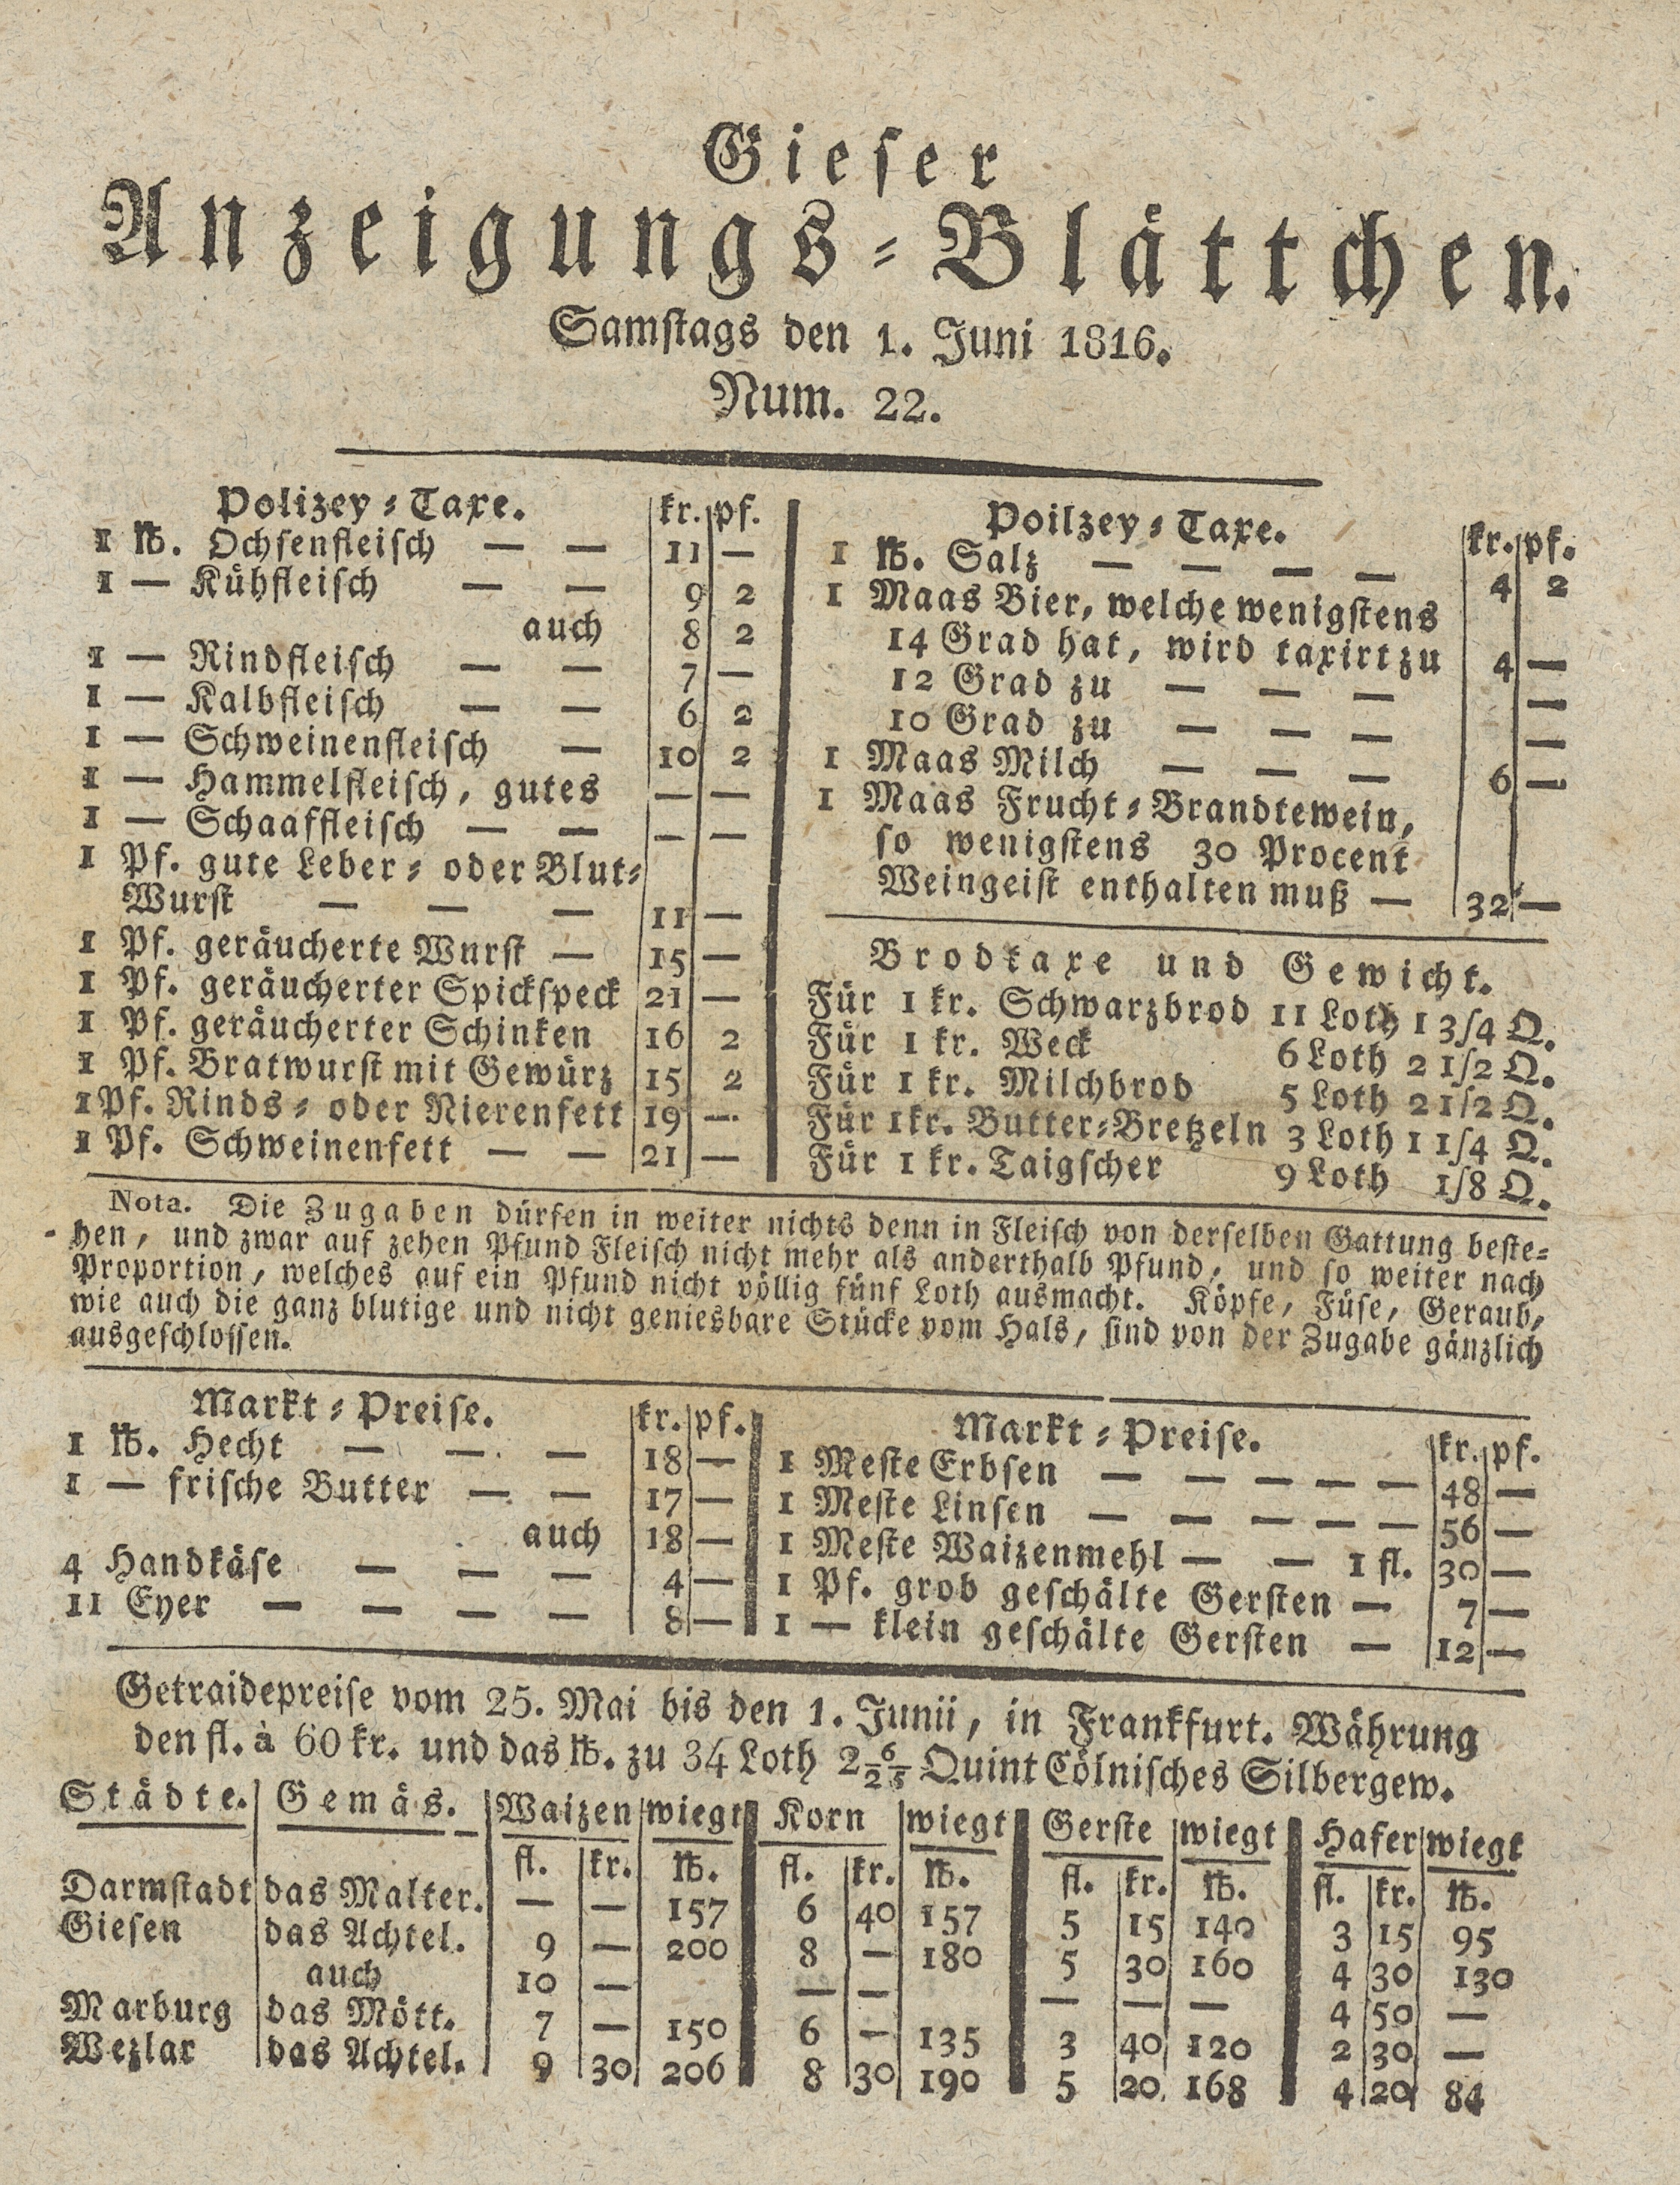 Gieser
Anzeigungs-Blättchen.
Samstags den 1. Juni 1816.
Num. 22.
Polizey-Taxe. kr. pf.
1 ℔. Ochsenfleisch — — 11 —
1 — Kühfleisch — — 9 2
auch 8 2
1 — Rindfleisch — — 7 —
1 — Kalbfleisch — — 6 2
1 — Schweinenfleisch — 10 2
1 — Hammelfleisch, gutes — —
1 — Schaaffleisch — — — —
1 Pf. gute Leber- oder Blut-
Wurst — — — 11 —
1 Pf. geräucherte Wurst — 15 —
1 Pf. geräucherter Spickspeck 21 —
1 Pf. geräucherter Schinken 16 2
1 Pf. Bratwurst mit Gewürz 15 2
1 Pf. Rinds- oder Nierenfett 19 —
1 Pf. Schweinenfett — — 21 —
Poilzey-Taxe. kr. pf.
1 ℔. Salz — — — — 4 2
1 Maas Bier, welche wenigstens
14 Grad hat, wird taxirt zu 4 —
12 Grad zu — — — —
10 Grad zu — — — —
1 Maas Milch — — — 6 —
1 Maas Frucht-Brandtewein,
so wenigstens 30 Procent
Weingeist enthalten muß — 32 —
Brodtaxe und Gewicht.
Für 1 kr. Schwarzbrod 11 Loth 1 3/4 Q.
Für 1 kr. Weck 6 Loth 2 1/2 Q.
Für 1 kr. Milchbrod 5 Loth 2 1/2 Q.
Für 1 kr. Butter-Bretzeln 3 Loth 1 1/4 Q.
Für 1 kr. Taigscher 9 Loth 1/8 Q.
Nota. Die Zugaben dürfen in weiter nichts denn in Fleisch von derselben Gattung beste-
hen, und zwar auf zehen Pfund Fleisch nicht mehr als anderthalb Pfund, und so weiter nach
Proportion, welches auf ein Pfund nicht völlig fünf Loth ausmacht. Köpfe, Füse, Geraub,
wie auch die ganz blutige und nicht geniesbare Stücke vom Hals, sind von der Zugabe gänzlich
ausgeschlossen.
Markt-Preise. kr. pf.
1 ℔. Hecht — — — 18 —
1 — frische Butter — — 17 —
auch 18 —
4 Handkäse — — — 4 —
11 Eyer — — — — 8 —
Markt-Preise. kr. pf.
1 Meste Erbsen — — — — — 48 —
1 Meste Linsen — — — — — 56 —
1 Meste Waizenmehl — — 1 fl. 30 —
1 Pf. grob geschälte Gersten — 7 —
1 — klein geschälte Gersten — 12 —
Getraidepreise vom 25. Mai bis den 1. Junii, in Frankfurt. Währung
den fl. à 60 kr. und das ℔. zu 34 Loth 2 6/25 Quint Cölnisches Silbergew.
Städte. Gemäs. Waizen wiegt Korn wiegt Gerste wiegt Hafer wiegt
fl. kr. ℔. fl. kr. ℔. fl. kr. ℔. fl. kr. ℔.
Darmstadt das Malter. — — 157 6 40 157 5 15 140 3 15 95
Giesen das Achtel. 9 — 200 8 — 180 5 30 160 4 30 130
auch 10 — — — — — — 4 50 —
Marburg das Mött. 7 — 150 6 — 135 3 40 120 2 30 —
Wezlar das Achtel. 9 30 206 8 30 190 5 20 168 4 20 84